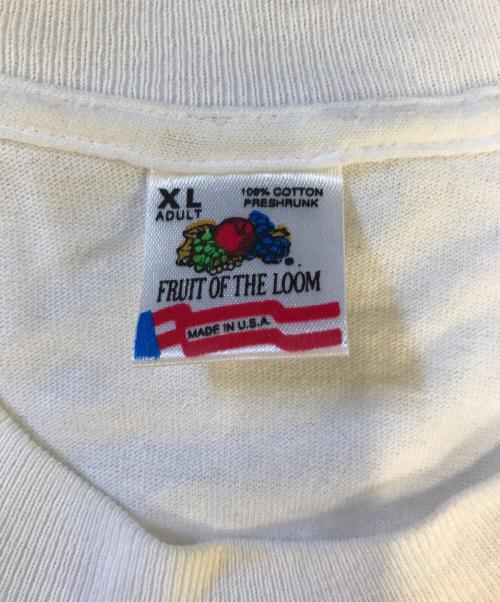 XL
ADULT
100% COTTON
PRESHRUNK
FRUIT OF THE LOOM
MADE IN U.S.A.